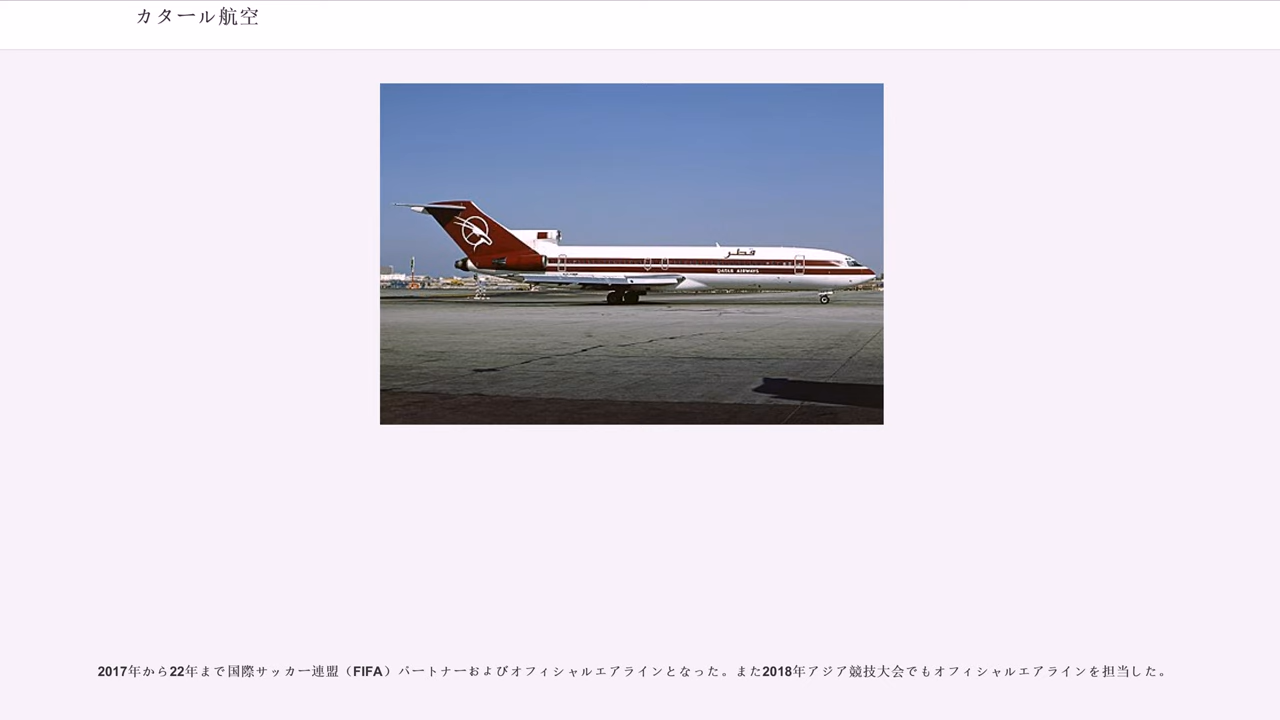 カタール航空
قطر
QATAR AIRWAYS
2017年から22年まで国際サッカー連盟（FIFA）パートナーおよびオフィシャルエアラインとなった。また2018年アジア競技大会でもオフィシャルエアラインを担当した。